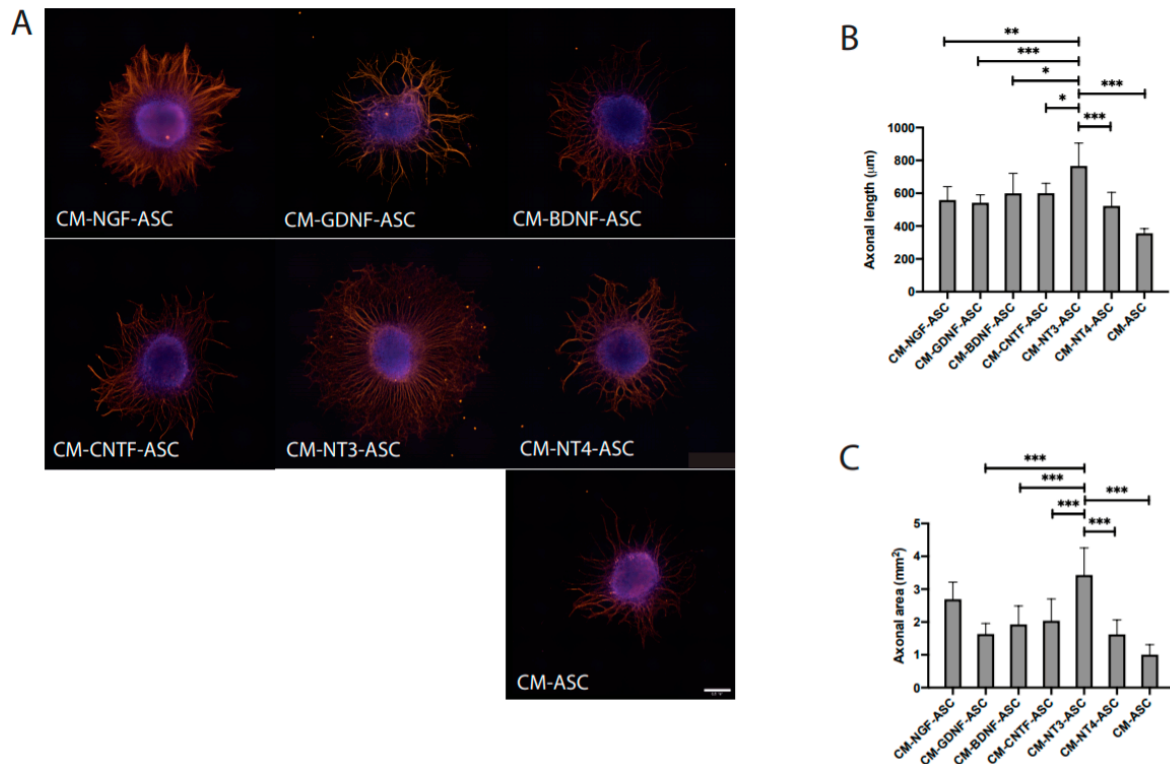 A
CM-NGF-ASC
CM-GDNF-ASC
CM-BDNF-ASC
CM-CNTF-ASC
CM-NT3-ASC
CM-NT4-ASC
CM-ASC
B
**
***
*
***
*
***
Axonal length (μm)
1000
800
600
400
200
0
CM-NGF-ASC
CM-GDNF-ASC
CM-BDNF-ASC
CM-CNTF-ASC
CM-NT3-ASC
CM-NT4-ASC
CM-ASC
C
***
***
***
***
***
Axonal area (mm²)
5
4
3
2
1
0
CM-NGF-ASC
CM-GDNF-ASC
CM-BDNF-ASC
CM-CNTF-ASC
CM-NT3-ASC
CM-NT4-ASC
CM-ASC